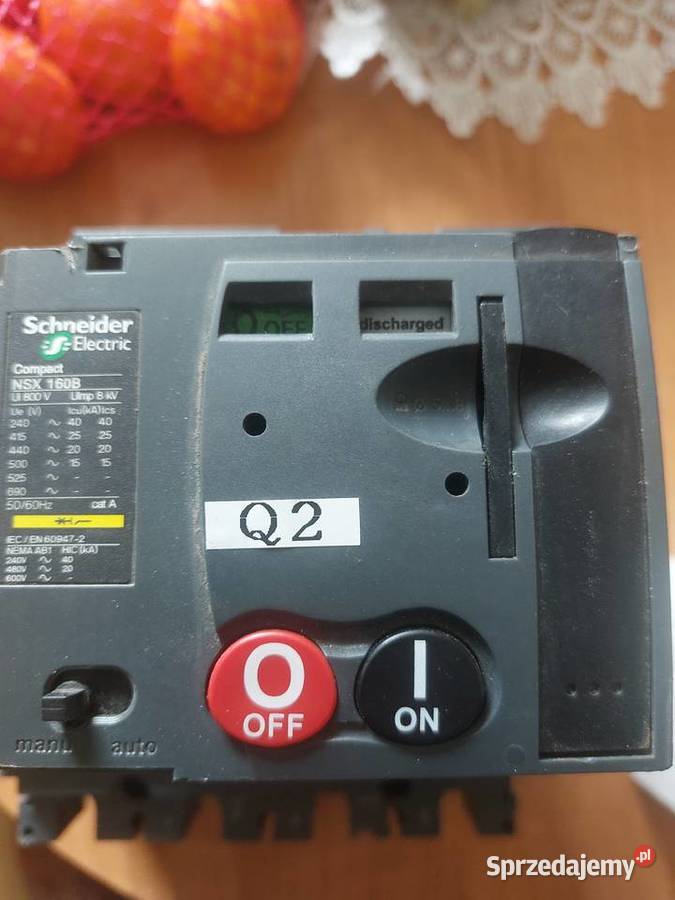 Schneider
Electric
Compact
NSX 160B
Ui 800 V Uimp 8 kV
Ue (V) Icu(kA) Ics
240 ~ 40 40
415 ~ 25 25
440 ~ 20 20
500 ~ 15 15
525 ~ - -
690 ~ - -
50/60Hz cat A
IEC / EN 60947-2
NEMA AB1 HIC (kA)
240V ~ 40
480V ~ 20
600V ~ -
O OFF
discharged
Q2
O
OFF
I
ON
manu auto
Sprzedajemy.pl